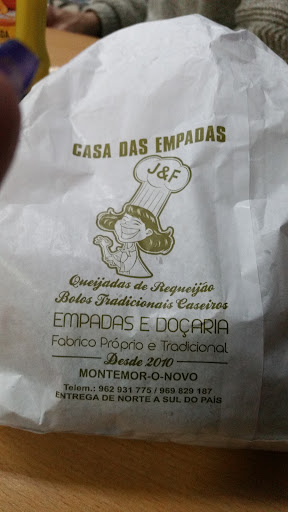 DA
CASA DAS EMPADAS
J&F
Queijadas de Requeijão
Bolos Tradicionais Caseiros
EMPADAS E DOÇARIA
Fabrico Próprio e Tradicional
Desde 2010
MONTEMOR-O-NOVO
Telem.: 962 931 775 / 969 829 187
ENTREGA DE NORTE A SUL DO PAÍS